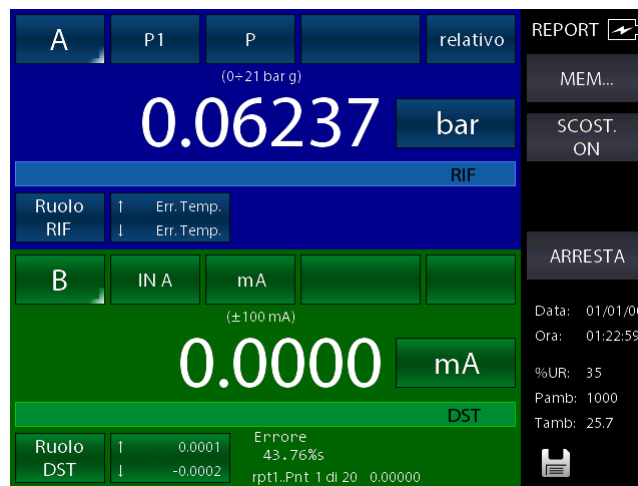 A P1 P relativo
(0÷21 bar g)
0.06237 bar
RIF
Ruolo RIF
↑ Err. Temp.
↓ Err. Temp.
B IN A mA
(±100 mA)
0.0000 mA
DST
Ruolo DST
↑ 0.0001
↓ -0.0002
Errore
43.76%s
rpt1..Pnt 1 di 20 0.00000
REPORT
MEM...
SCOST.
ON
ARRESTA
Data: 01/01/00
Ora: 01:22:59
%UR: 35
Pamb: 1000
Tamb: 25.7